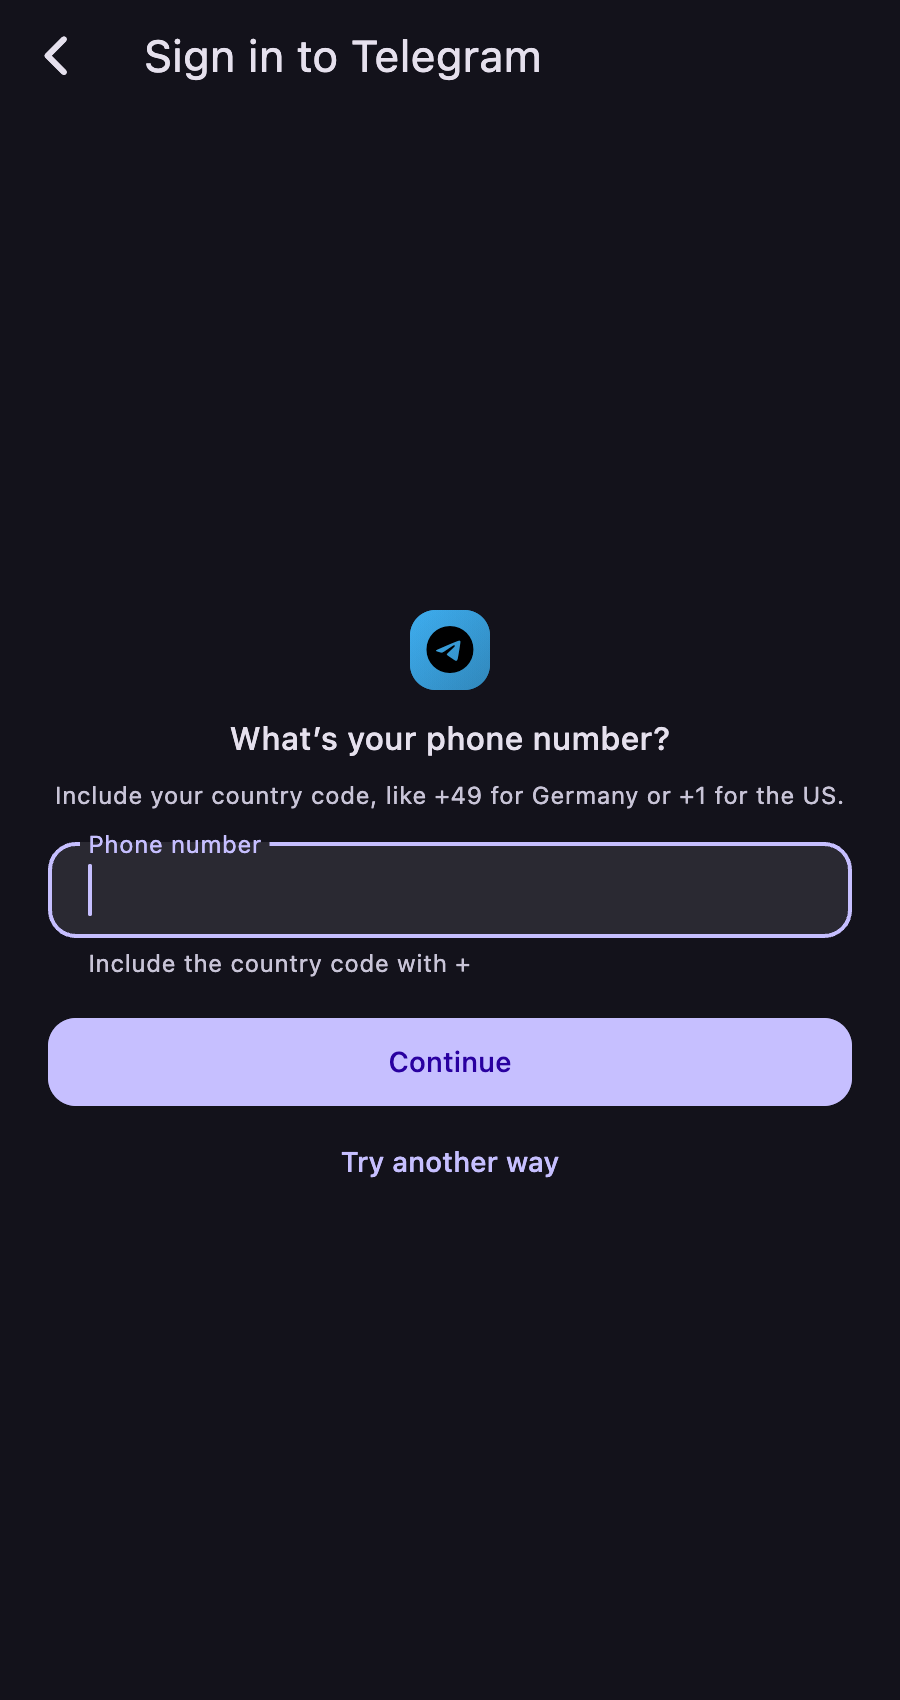 Sign in to Telegram
What’s your phone number?
Include your country code, like +49 for Germany or +1 for the US.
Phone number
Include the country code with +
Continue
Try another way